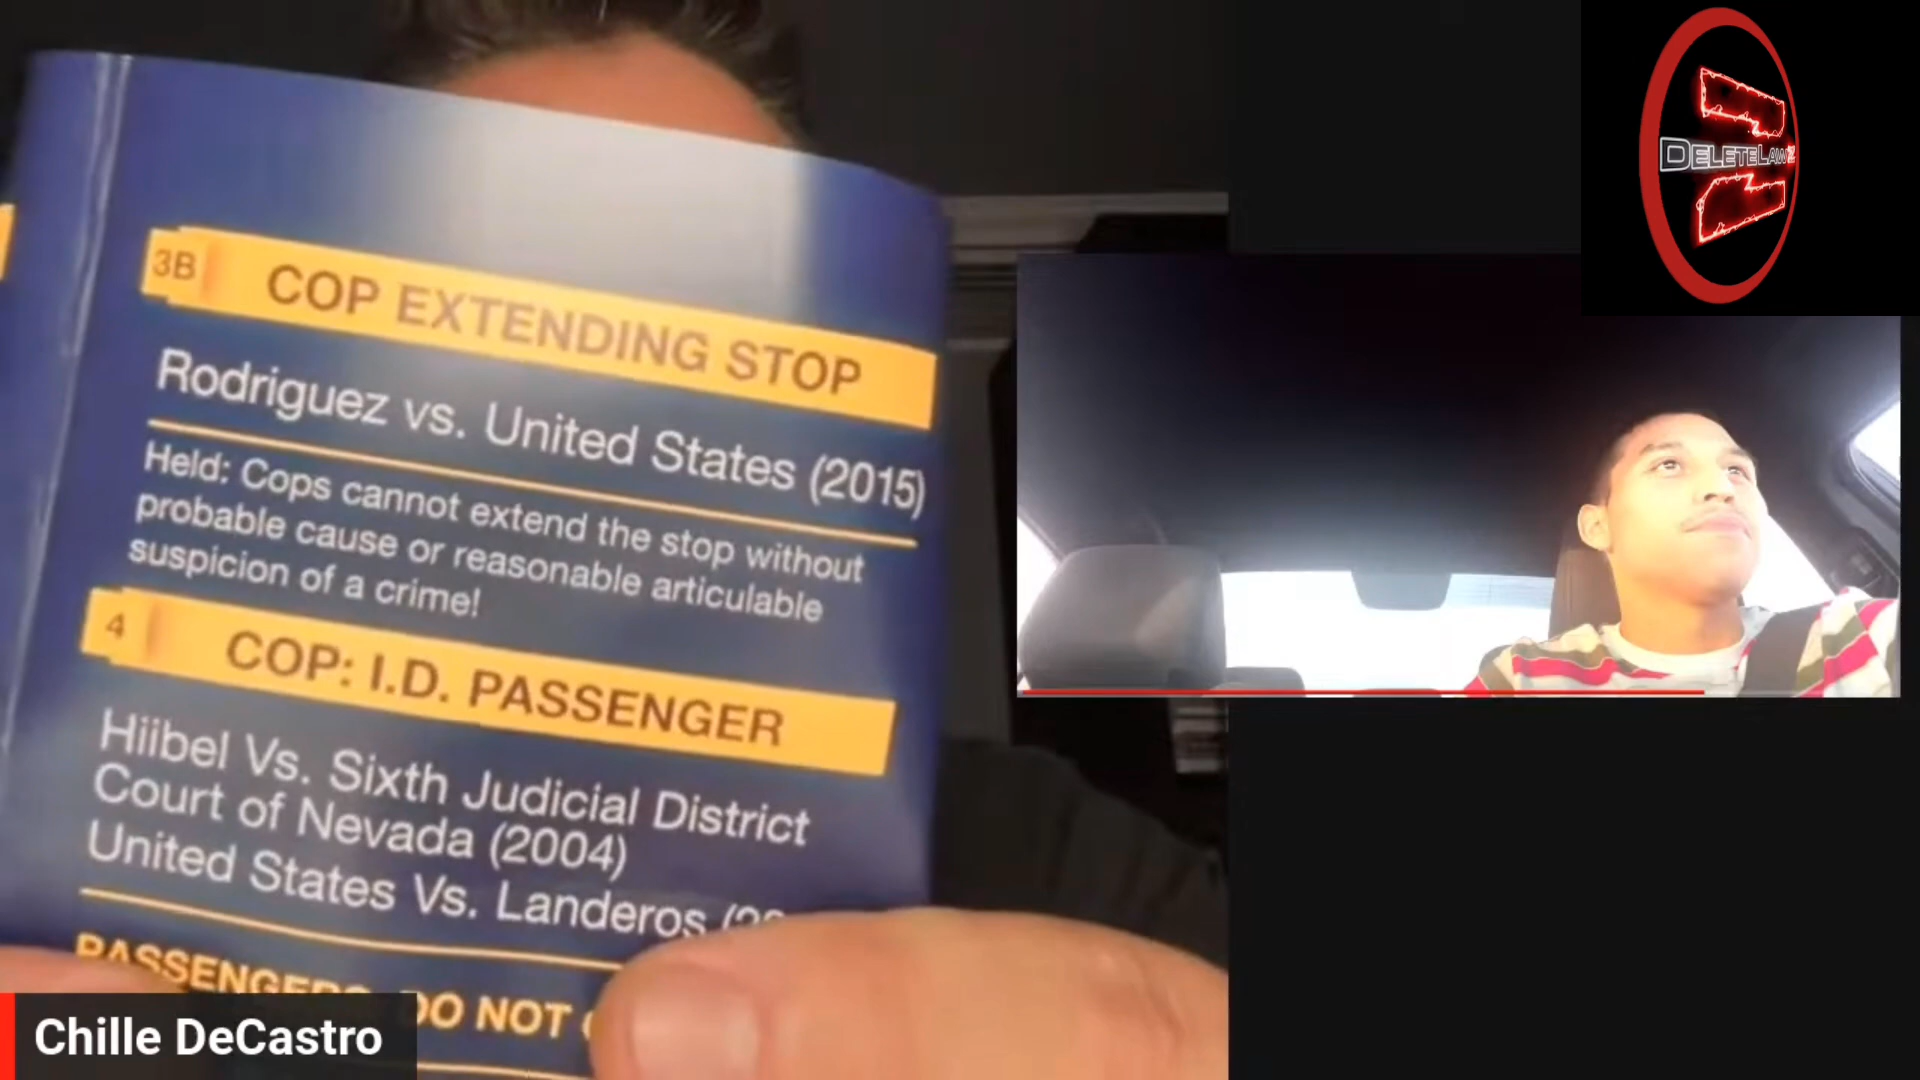 3B COP EXTENDING STOP
Rodriguez vs. United States (2015)
Held: Cops cannot extend the stop without
probable cause or reasonable articulable
suspicion of a crime!
4 COP: I.D. PASSENGER
Hiibel Vs. Sixth Judicial District
Court of Nevada (2004)
United States Vs. Landeros
PASSENGERS DO NOT
Chille DeCastro
DELETELAWZ